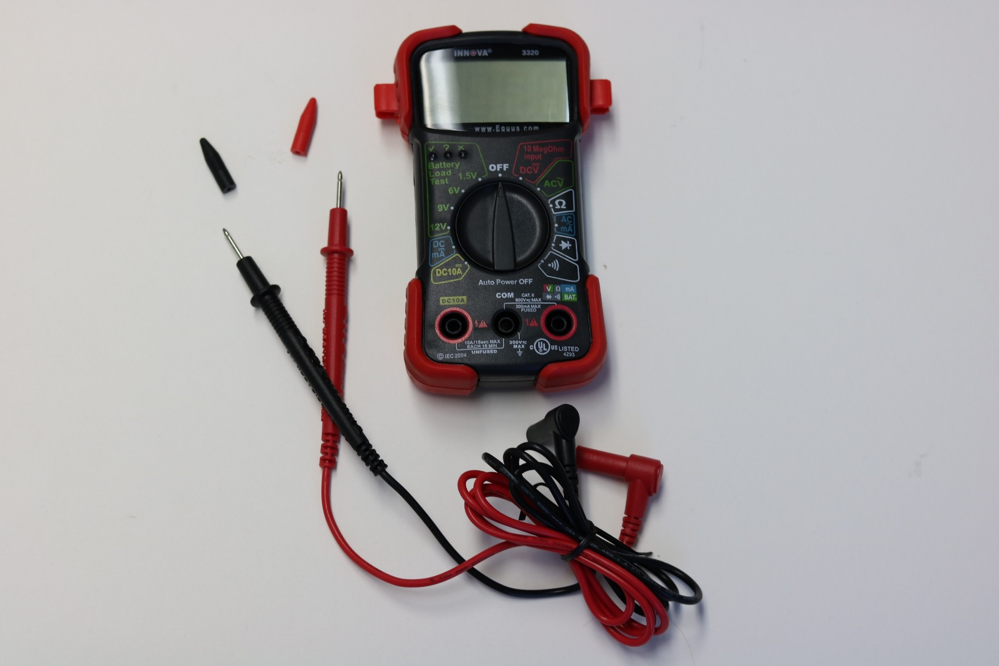 INNOVA® 3320
www.Equus.com
✓ ? ×
Battery
Load
Test
1.5V
6V
9V
12V
DC
mA
DC10A
OFF
10 MegOhm
input
DCV
ACV
Ω
AC
mA
Auto Power OFF
DC10A
COM
CAT. II
600V MAX
V Ω mA
BAT.
200mA MAX
FUSED
10A/15sec MAX
EACH 15 MIN
UNFUSED
300V
MAX
© IEC 2004
C UL US LISTED
4Z93